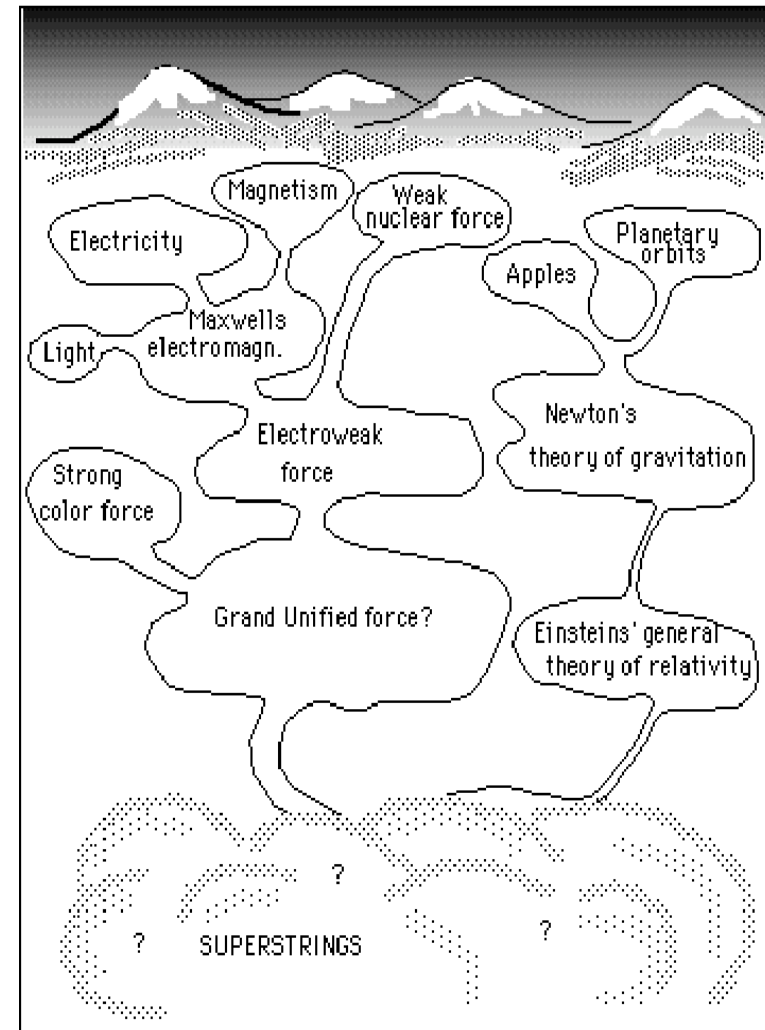 Magnetism
Weak
nuclear force
Electricity
Planetary
orbits
Apples
Maxwells
electromagn.
Light
Newton's
theory of gravitation
Electroweak
force
Strong
color force
Grand Unified force?
Einsteins' general
theory of relativity
?
?
SUPERSTRINGS
?